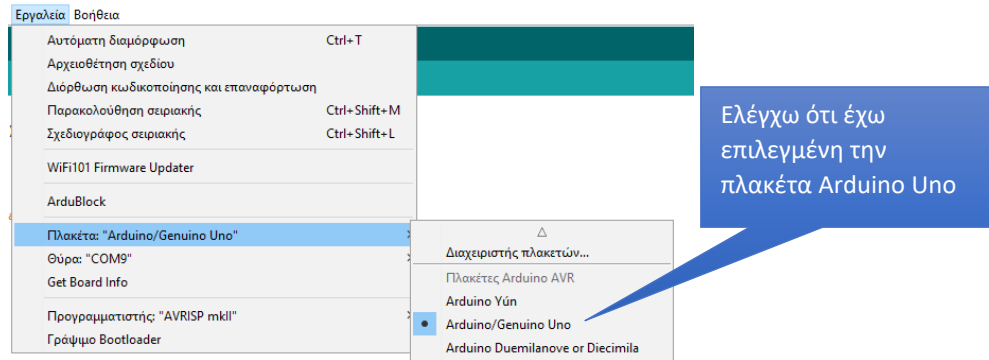 Εργαλεία Βοήθεια
Αυτόματη διαμόρφωση Ctrl+T
Αρχειοθέτηση σχεδίου
Διόρθωση κωδικοποίησης και επαναφόρτωση
Παρακολούθηση σειριακής Ctrl+Shift+M
Σχεδιογράφος σειριακής Ctrl+Shift+L
WiFi101 Firmware Updater
ArduBlock
Πλακέτα: "Arduino/Genuino Uno"
Θύρα: "COM9"
Get Board Info
Προγραμματιστής: "AVRISP mkII"
Γράψιμο Bootloader
Διαχειριστής πλακετών...
Πλακέτες Arduino AVR
Arduino Yún
Arduino/Genuino Uno
Arduino Duemilanove or Diecimila
Ελέγχω ότι έχω
επιλεγμένη την
πλακέτα Arduino Uno